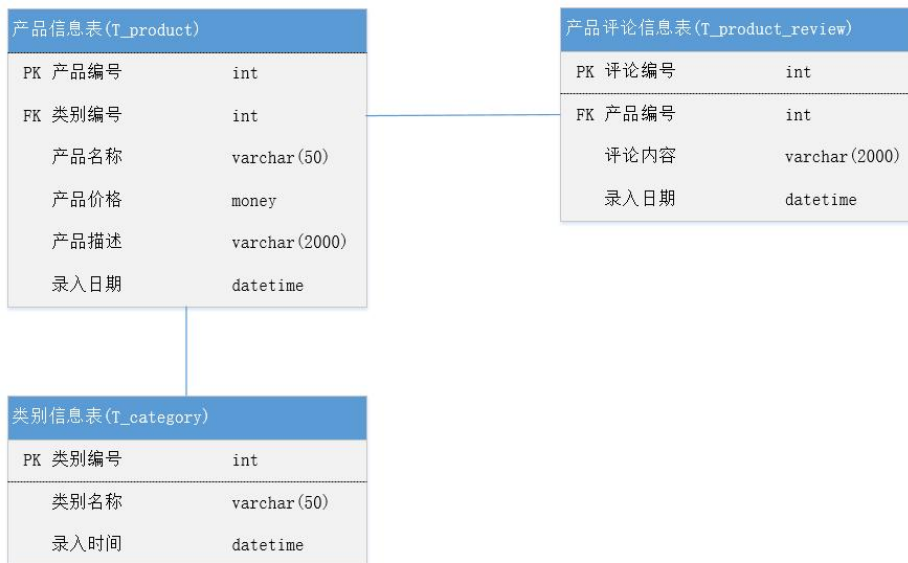 产品信息表(T_product)
PK 产品编号 int
FK 类别编号 int
产品名称 varchar(50)
产品价格 money
产品描述 varchar(2000)
录入日期 datetime
产品评论信息表(T_product_review)
PK 评论编号 int
FK 产品编号 int
评论内容 varchar(2000)
录入日期 datetime
类别信息表(T_category)
PK 类别编号 int
类别名称 varchar(50)
录入时间 datetime